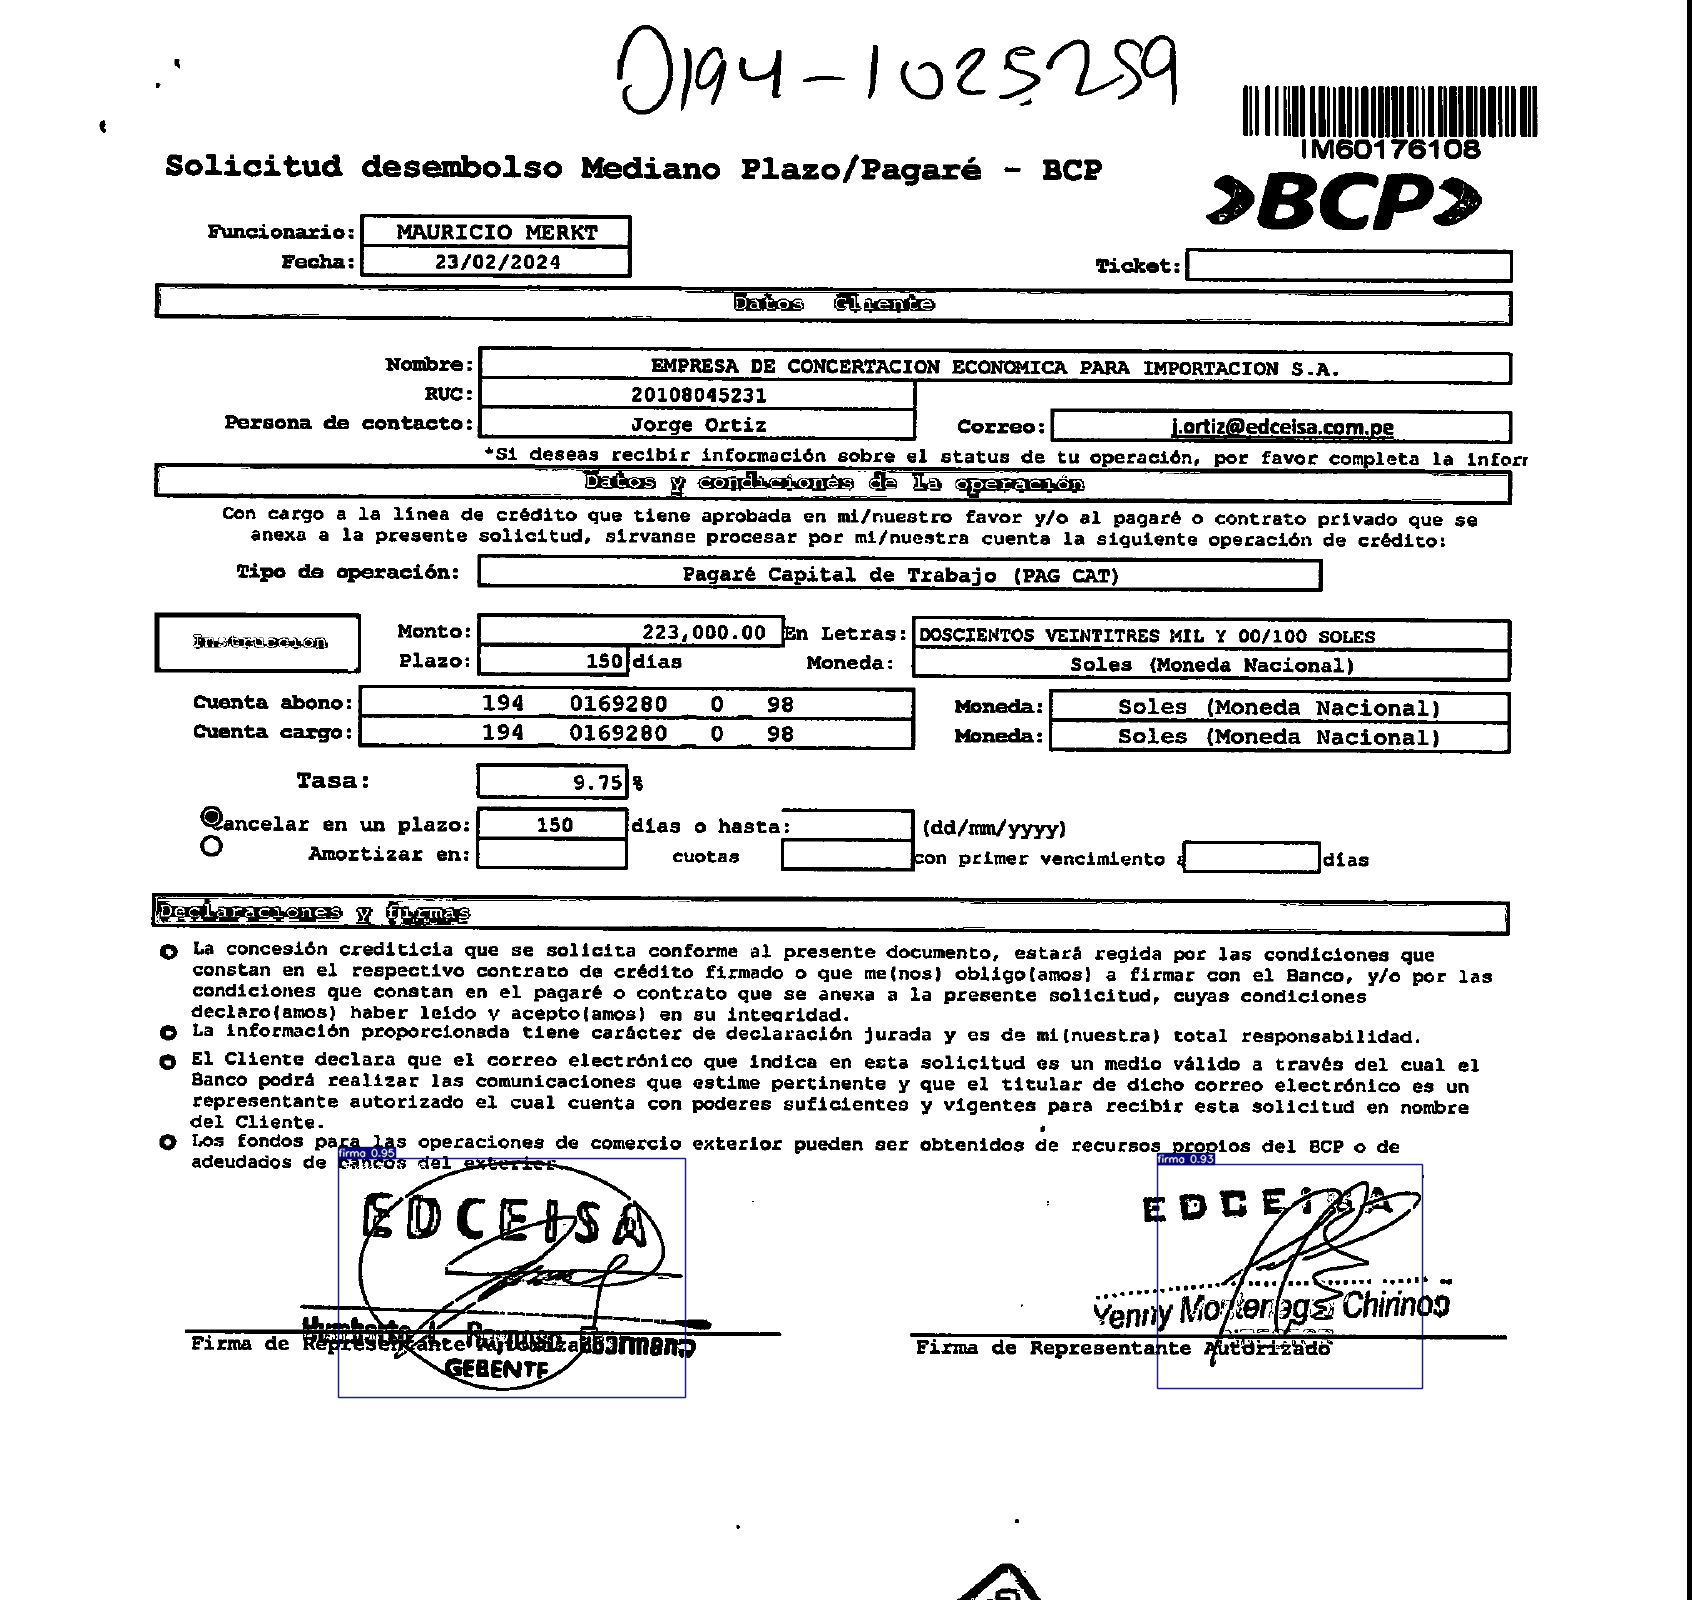 0194-1025259
IM60176108
Solicitud desembolso Mediano Plazo/Pagaré - BCP
BCP
Funcionario: MAURICIO MERKT
Fecha: 23/02/2024
Ticket:
Datos Cliente
Nombre: EMPRESA DE CONCERTACION ECONOMICA PARA IMPORTACION S.A.
RUC: 20108045231
Persona de contacto: Jorge Ortiz Correo: j.ortiz@edceisa.com.pe
*Si deseas recibir información sobre el status de tu operación, por favor completa la infor
Datos y condiciones de la operación
Con cargo a la línea de crédito que tiene aprobada en mi/nuestro favor y/o al pagaré o contrato privado que se
anexa a la presente solicitud, sirvanse procesar por mi/nuestra cuenta la siguiente operación de crédito:
Tipo de operación: Pagaré Capital de Trabajo (PAG CAT)
Instrucción
Monto: 223,000.00 En Letras: DOSCIENTOS VEINTITRES MIL Y 00/100 SOLES
Plazo: 150 días Moneda: Soles (Moneda Nacional)
Cuenta abono: 194 0169280 0 98 Moneda: Soles (Moneda Nacional)
Cuenta cargo: 194 0169280 0 98 Moneda: Soles (Moneda Nacional)
Tasa: 9.75 %
ancelar en un plazo: 150 días o hasta: (dd/mm/yyyy)
Amortizar en: cuotas con primer vencimiento a días
Declaraciones y firmas
La concesión crediticia que se solicita conforme al presente documento, estará regida por las condiciones que
constan en el respectivo contrato de crédito firmado o que me(nos) obligo(amos) a firmar con el Banco, y/o por las
condiciones que constan en el pagaré o contrato que se anexa a la presente solicitud, cuyas condiciones
declaro(amos) haber leído y acepto(amos) en su integridad.
La información proporcionada tiene carácter de declaración jurada y es de mi(nuestra) total responsabilidad.
El Cliente declara que el correo electrónico que indica en esta solicitud es un medio válido a través del cual el
Banco podrá realizar las comunicaciones que estime pertinente y que el titular de dicho correo electrónico es un
representante autorizado el cual cuenta con poderes suficientes y vigentes para recibir esta solicitud en nombre
del Cliente.
Los fondos para las operaciones de comercio exterior pueden ser obtenidos de recursos propios del BCP o de
adeudados de bancos del exterior
firma 0.95
firma 0.93
EDCEISA
EDCEISA
Yenny Montenegro Chirinos
Humberto
Firma de Representante Autorizado
GERENTE
Firma de Representante Autorizado